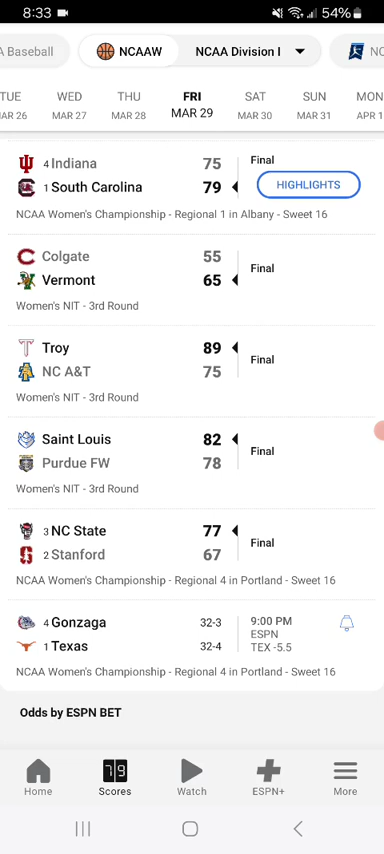 8:33 54%
A Baseball NCAAW NCAA Division I NC
TUE WED THU FRI SAT SUN MON
MAR 26 MAR 27 MAR 28 MAR 29 MAR 30 MAR 31 APR 1
4 Indiana 75 Final
1 South Carolina 79 HIGHLIGHTS
NCAA Women's Championship - Regional 1 in Albany - Sweet 16
Colgate 55 Final
Vermont 65
Women's NIT - 3rd Round
Troy 89 Final
NC A&T 75
Women's NIT - 3rd Round
Saint Louis 82 Final
Purdue FW 78
Women's NIT - 3rd Round
3 NC State 77 Final
2 Stanford 67
NCAA Women's Championship - Regional 4 in Portland - Sweet 16
4 Gonzaga 32-3 9:00 PM
ESPN
1 Texas 32-4 TEX -5.5
NCAA Women's Championship - Regional 4 in Portland - Sweet 16
Odds by ESPN BET
Home Scores Watch ESPN+ More